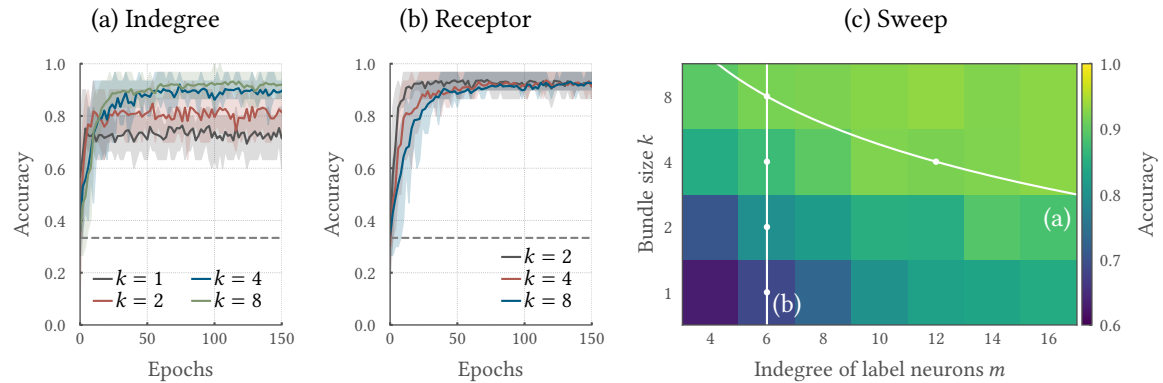 (a) Indegree
(b) Receptor
(c) Sweep
1.0
0.8
0.6
0.4
0.2
0.0
Accuracy
0
50
100
150
Epochs
k = 1
k = 2
k = 4
k = 8
1.0
0.8
0.6
0.4
0.2
0.0
Accuracy
0
50
100
150
Epochs
k = 2
k = 4
k = 8
8
4
2
1
Bundle size k
4
6
8
10
12
14
16
Indegree of label neurons m
(a)
(b)
1.0
0.9
0.8
0.7
0.6
Accuracy